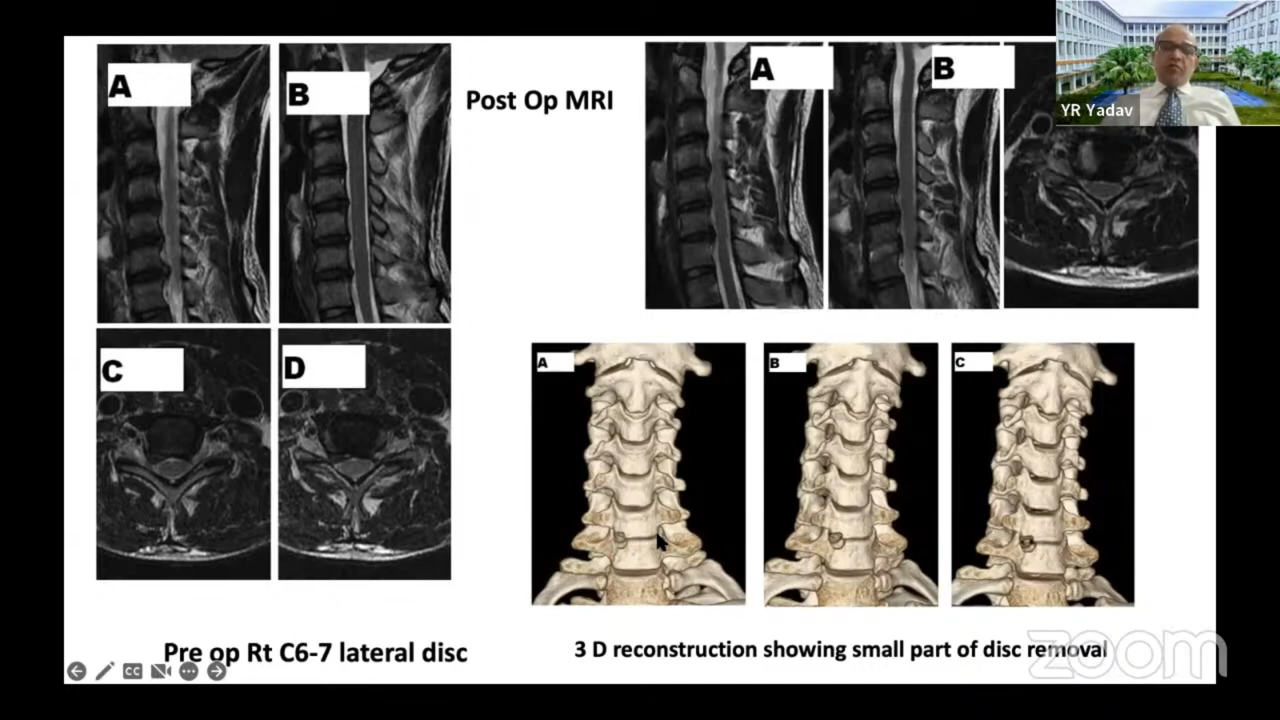 A
B
Post Op MRI
A
B
YR Yadav
C
D
A
B
C
Pre op Rt C6-7 lateral disc
3 D reconstruction showing small part of disc removal
CC
zoom